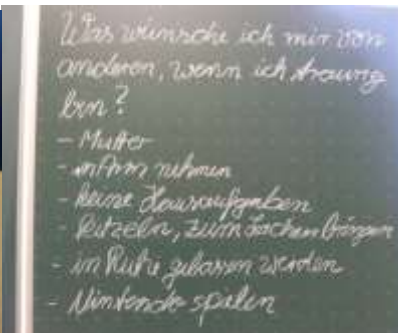 Was wünsche ich mir von
anderen, wenn ich traurig
bin?
- Mutter
- in Arm nehmen
- keine Hausaufgaben
- kitzeln, zum Lachen bringen
- in Ruhe gelassen werden
- Nintendo spielen